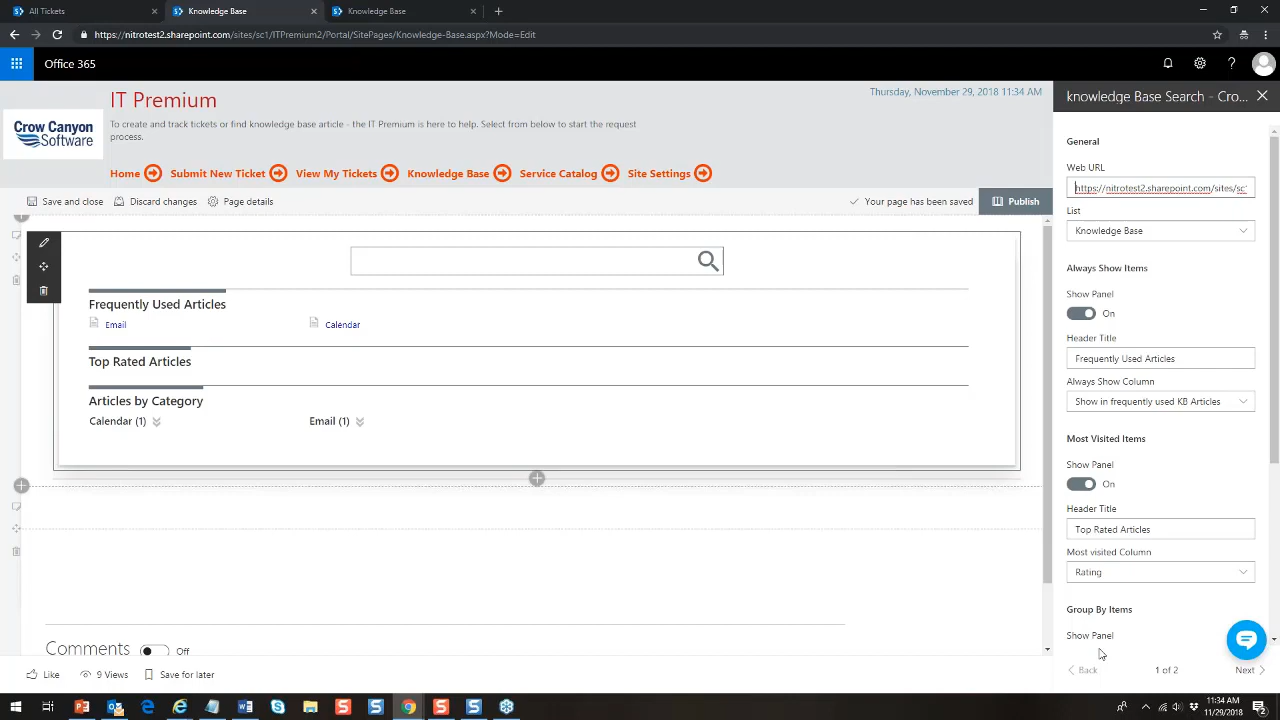 All Tickets
Knowledge Base
Knowledge Base
https://nitrotest2.sharepoint.com/sites/sc1/ITPremium2/Portal/SitePages/Knowledge-Base.aspx?Mode=Edit
Office 365
Crow Canyon
Software
IT Premium
To create and track tickets or find knowledge base article - the IT Premium is here to help. Select from below to start the request
process.
Thursday, November 29, 2018 11:34 AM
Home
Submit New Ticket
View My Tickets
Knowledge Base
Service Catalog
Site Settings
Save and close
Discard changes
Page details
Your page has been saved
Publish
Frequently Used Articles
Email
Calendar
Top Rated Articles
Articles by Category
Calendar (1)
Email (1)
Comments
Off
Like
9 Views
Save for later
knowledge Base Search - Cro...
General
Web URL
https://nitrotest2.sharepoint.com/sites/sc
List
Knowledge Base
Always Show Items
Show Panel
On
Header Title
Frequently Used Articles
Always Show Column
Show in frequently used KB Articles
Most Visited Items
Show Panel
On
Header Title
Top Rated Articles
Most visited Column
Rating
Group By Items
Show Panel
Back
1 of 2
Next
11:34 AM
11/29/2018